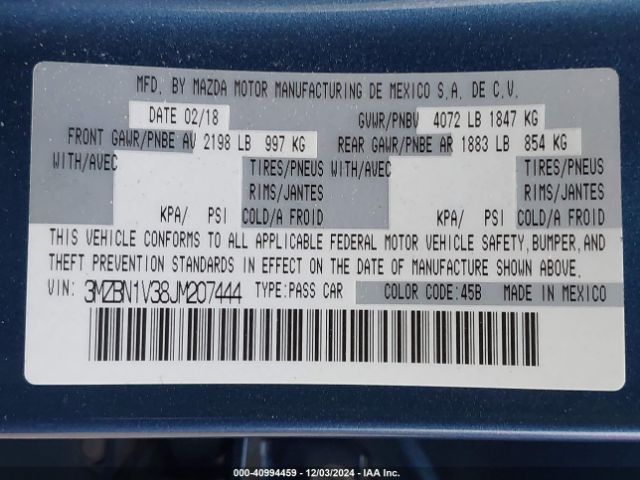 MFD. BY MAZDA MOTOR MANUFACTURING DE MEXICO S.A. DE C.V.
DATE 02/18 GVWR/PNBV 4072 LB 1847 KG
FRONT GAWR/PNBE AV 2198 LB 997 KG REAR GAWR/PNBE AR 1883 LB 854 KG
WITH/AVEC TIRES/PNEUS WITH/AVEC TIRES/PNEUS
RIMS/JANTES RIMS/JANTES
KPA/ PSI COLD/A FROID KPA/ PSI COLD/A FROID
THIS VEHICLE CONFORMS TO ALL APPLICABLE FEDERAL MOTOR VEHICLE SAFETY, BUMPER, AND
THEFT PREVENTION STANDARDS IN EFFECT ON THE DATE OF MANUFACTURE SHOWN ABOVE.
VIN: 3MZBN1V38JM207444 TYPE:PASS CAR COLOR CODE:45B MADE IN MEXICO
000-40994459 - 12/03/2024 - IAA Inc.